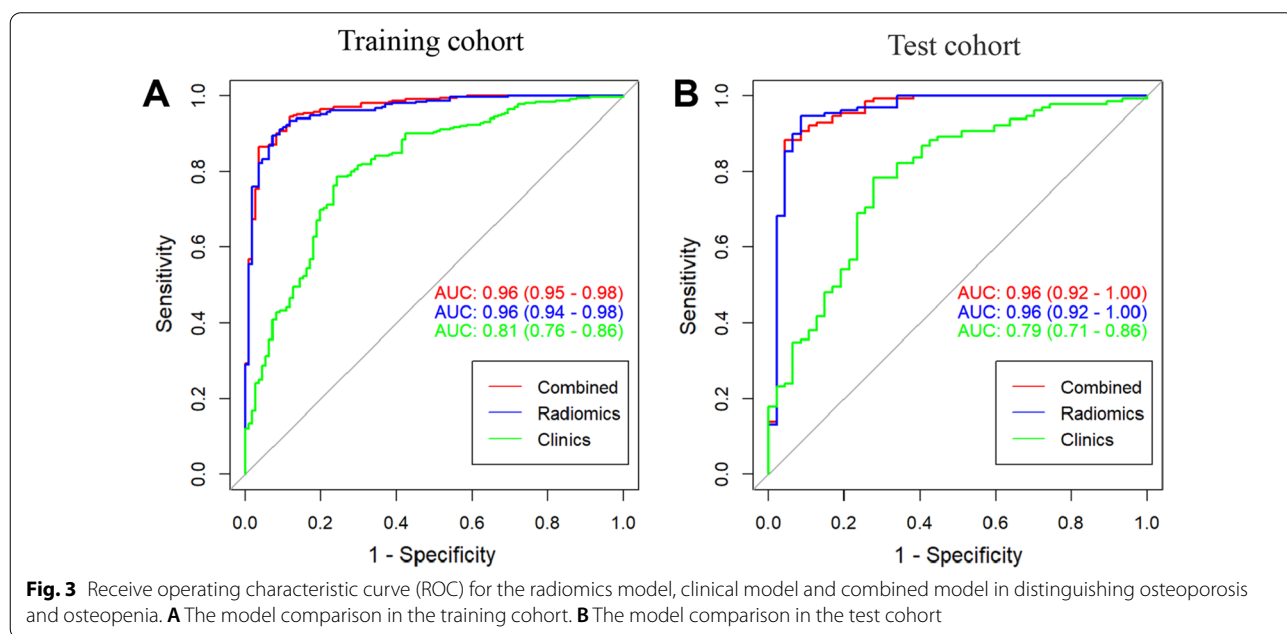 Training cohort
A
Sensitivity
1.0
0.8
0.6
0.4
0.2
0.0
AUC: 0.96 (0.95 - 0.98)
AUC: 0.96 (0.94 - 0.98)
AUC: 0.81 (0.76 - 0.86)
Combined
Radiomics
Clinics
0.0 0.2 0.4 0.6 0.8 1.0
1 - Specificity
Test cohort
B
Sensitivity
1.0
0.8
0.6
0.4
0.2
0.0
AUC: 0.96 (0.92 - 1.00)
AUC: 0.96 (0.92 - 1.00)
AUC: 0.79 (0.71 - 0.86)
Combined
Radiomics
Clinics
0.0 0.2 0.4 0.6 0.8 1.0
1 - Specificity
Fig. 3 Receive operating characteristic curve (ROC) for the radiomics model, clinical model and combined model in distinguishing osteoporosis
and osteopenia. A The model comparison in the training cohort. B The model comparison in the test cohort